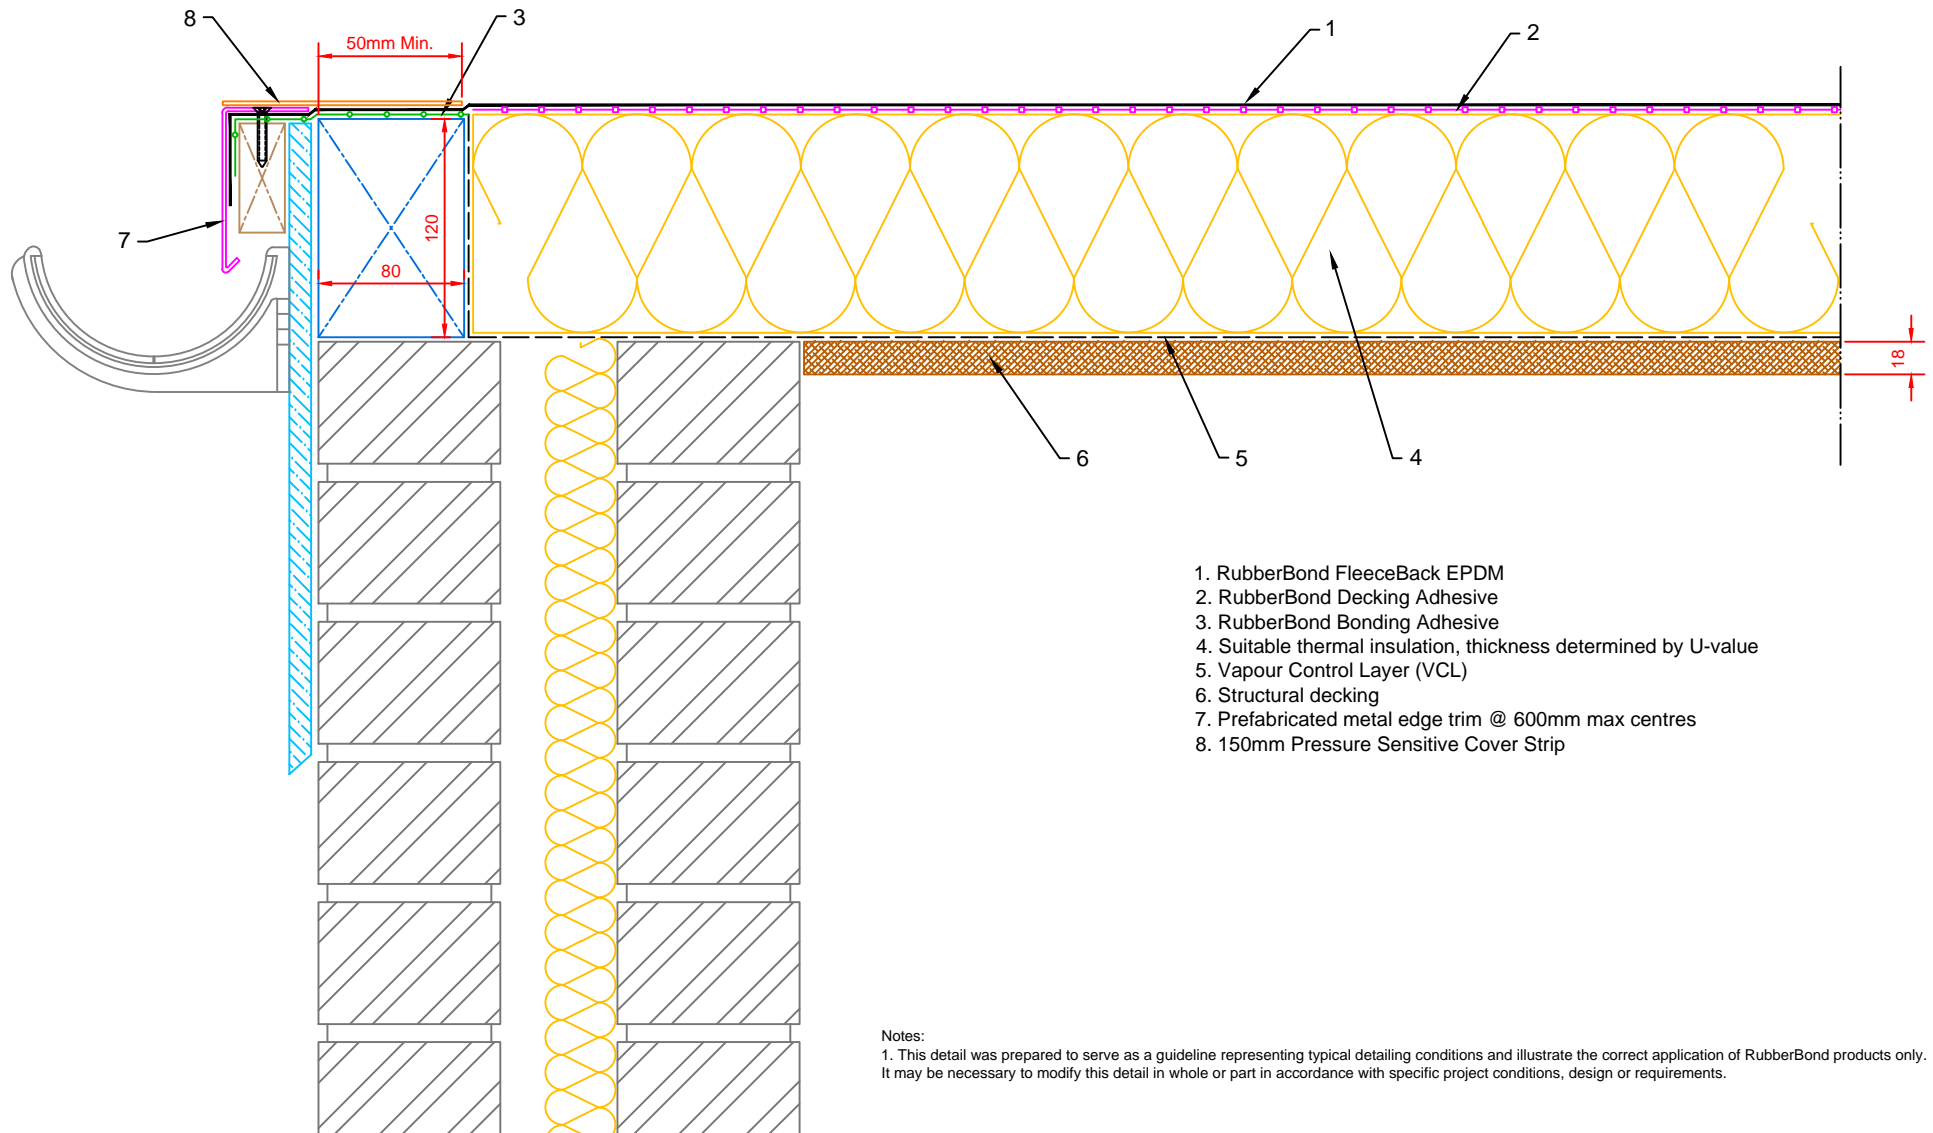 8
50mm Min.
3
1
2
7
120
80
18
6
5
4
1. RubberBond FleeceBack EPDM
2. RubberBond Decking Adhesive
3. RubberBond Bonding Adhesive
4. Suitable thermal insulation, thickness determined by U-value
5. Vapour Control Layer (VCL)
6. Structural decking
7. Prefabricated metal edge trim @ 600mm max centres
8. 150mm Pressure Sensitive Cover Strip
Notes:
1. This detail was prepared to serve as a guideline representing typical detailing conditions and illustrate the correct application of RubberBond products only.
It may be necessary to modify this detail in whole or part in accordance with specific project conditions, design or requirements.